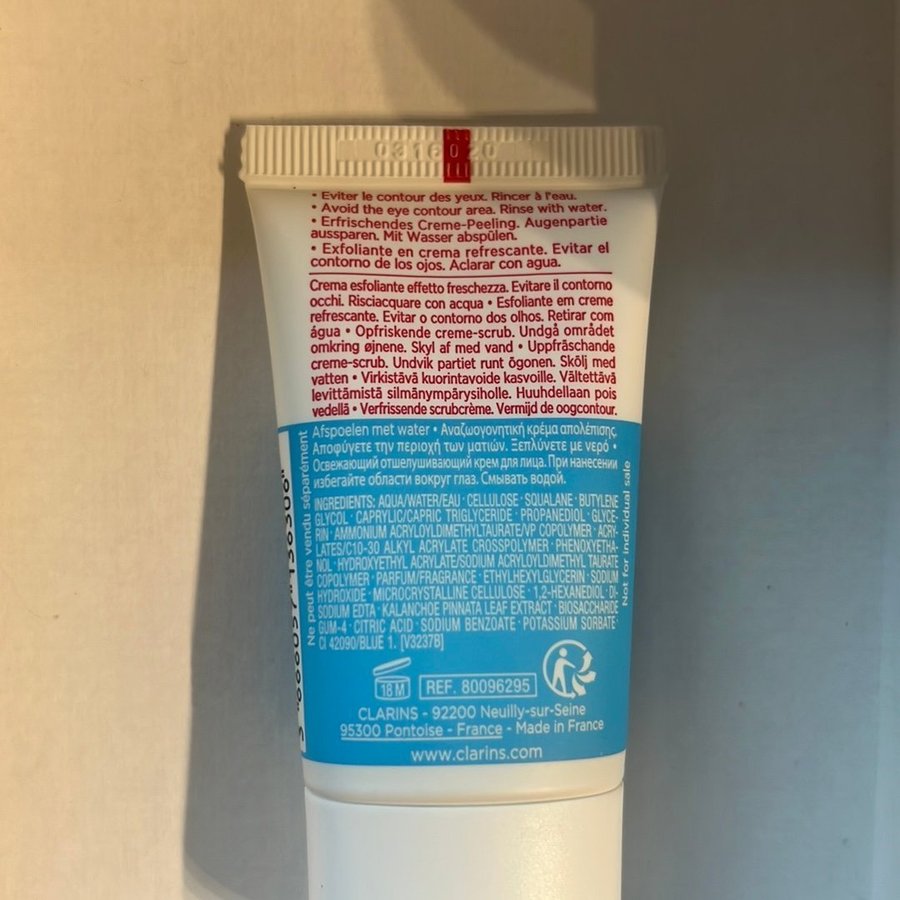 0316020
• Eviter le contour des yeux. Rincer à l'eau.
• Avoid the eye contour area. Rinse with water.
• Erfrischendes Creme-Peeling. Augenpartie
aussparen. Mit Wasser abspülen.
• Exfoliante en crema refrescante. Evitar el
contorno de los ojos. Aclarar con agua.
Crema esfoliante effetto freschezza. Evitare il contorno
occhi. Risciacquare con acqua • Esfoliante em creme
refrescante. Evitar o contorno dos olhos. Retirar com
água • Opfriskende creme-scrub. Undgå området
omkring øjnene. Skyl af med vand • Uppfräschande
creme-scrub. Undvik partiet runt ögonen. Skölj med
vatten • Virkistävä kuorintavoide kasvoille. Vältettävä
levittämistä silmänympärysiholle. Huuhdellaan pois
vedellä • Verfrissende scrubcrème. Vermijd de oogcontour.
Afspoelen met water • Αναζωογονητική κρέμα απολέπισης.
Αποφύγετε την περιοχή των ματιών. Ξεπλύνετε με νερό •
Освежающий отшелушивающий крем для лица. При нанесении
избегайте области вокруг глаз. Смывать водой.
INGREDIENTS: AQUA/WATER/EAU · CELLULOSE · SQUALANE · BUTYLENE
GLYCOL · CAPRYLIC/CAPRIC TRIGLYCERIDE · PROPANEDIOL · GLYCE-
RIN · AMMONIUM ACRYLOYLDIMETHYLTAURATE/VP COPOLYMER · ACRY-
LATES/C10-30 ALKYL ACRYLATE CROSSPOLYMER · PHENOXYETHA-
NOL · HYDROXYETHYL ACRYLATE/SODIUM ACRYLOYLDIMETHYL TAURATE
COPOLYMER · PARFUM/FRAGRANCE · ETHYLHEXYLGLYCERIN · SODIUM
HYDROXIDE · MICROCRYSTALLINE CELLULOSE · 1,2-HEXANEDIOL · DI-
SODIUM EDTA · KALANCHOE PINNATA LEAF EXTRACT · BIOSACCHARIDE
GUM-4 · CITRIC ACID · SODIUM BENZOATE · POTASSIUM SORBATE ·
CI 42090/BLUE 1. [V3237B]
Ne peut être vendu séparément
Not for individual sale
18 M
REF. 80096295
CLARINS - 92200 Neuilly-sur-Seine
95300 Pontoise - France - Made in France
www.clarins.com